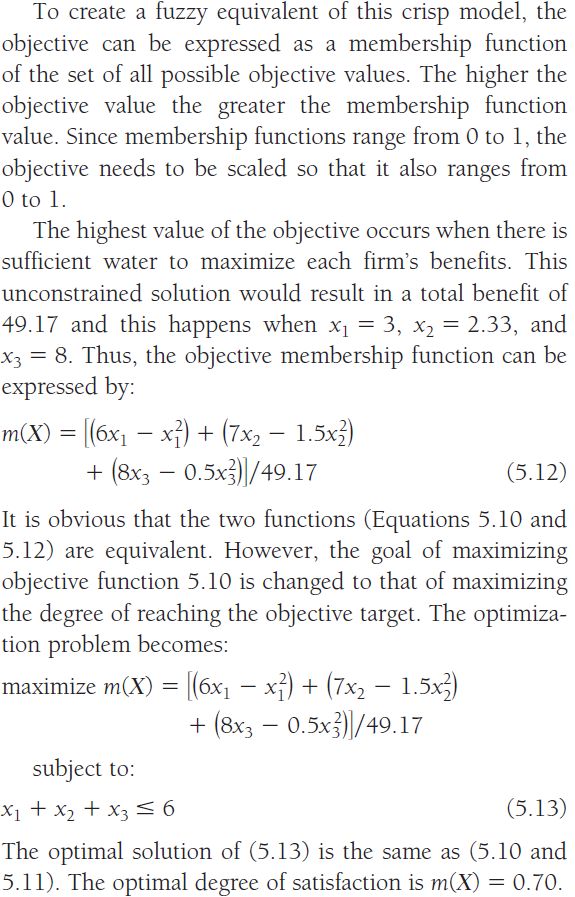 To create a fuzzy equivalent of this crisp model, the
objective can be expressed as a membership function
of the set of all possible objective values. The higher the
objective value the greater the membership function
value. Since membership functions range from 0 to 1, the
objective needs to be scaled so that it also ranges from
0 to 1.
The highest value of the objective occurs when there is
sufficient water to maximize each firm's benefits. This
unconstrained solution would result in a total benefit of
49.17 and this happens when x₁ = 3, x₂ = 2.33, and
x₃ = 8. Thus, the objective membership function can be
expressed by:
m(X) = [(6x₁ − x₁²) + (7x₂ − 1.5x₂²)
+ (8x₃ − 0.5x₃²)]/49.17 (5.12)
It is obvious that the two functions (Equations 5.10 and
5.12) are equivalent. However, the goal of maximizing
objective function 5.10 is changed to that of maximizing
the degree of reaching the objective target. The optimiza-
tion problem becomes:
maximize m(X) = [(6x₁ − x₁²) + (7x₂ − 1.5x₂²)
+ (8x₃ − 0.5x₃²)]/49.17
subject to:
x₁ + x₂ + x₃ ≤ 6 (5.13)
The optimal solution of (5.13) is the same as (5.10 and
5.11). The optimal degree of satisfaction is m(X) = 0.70.